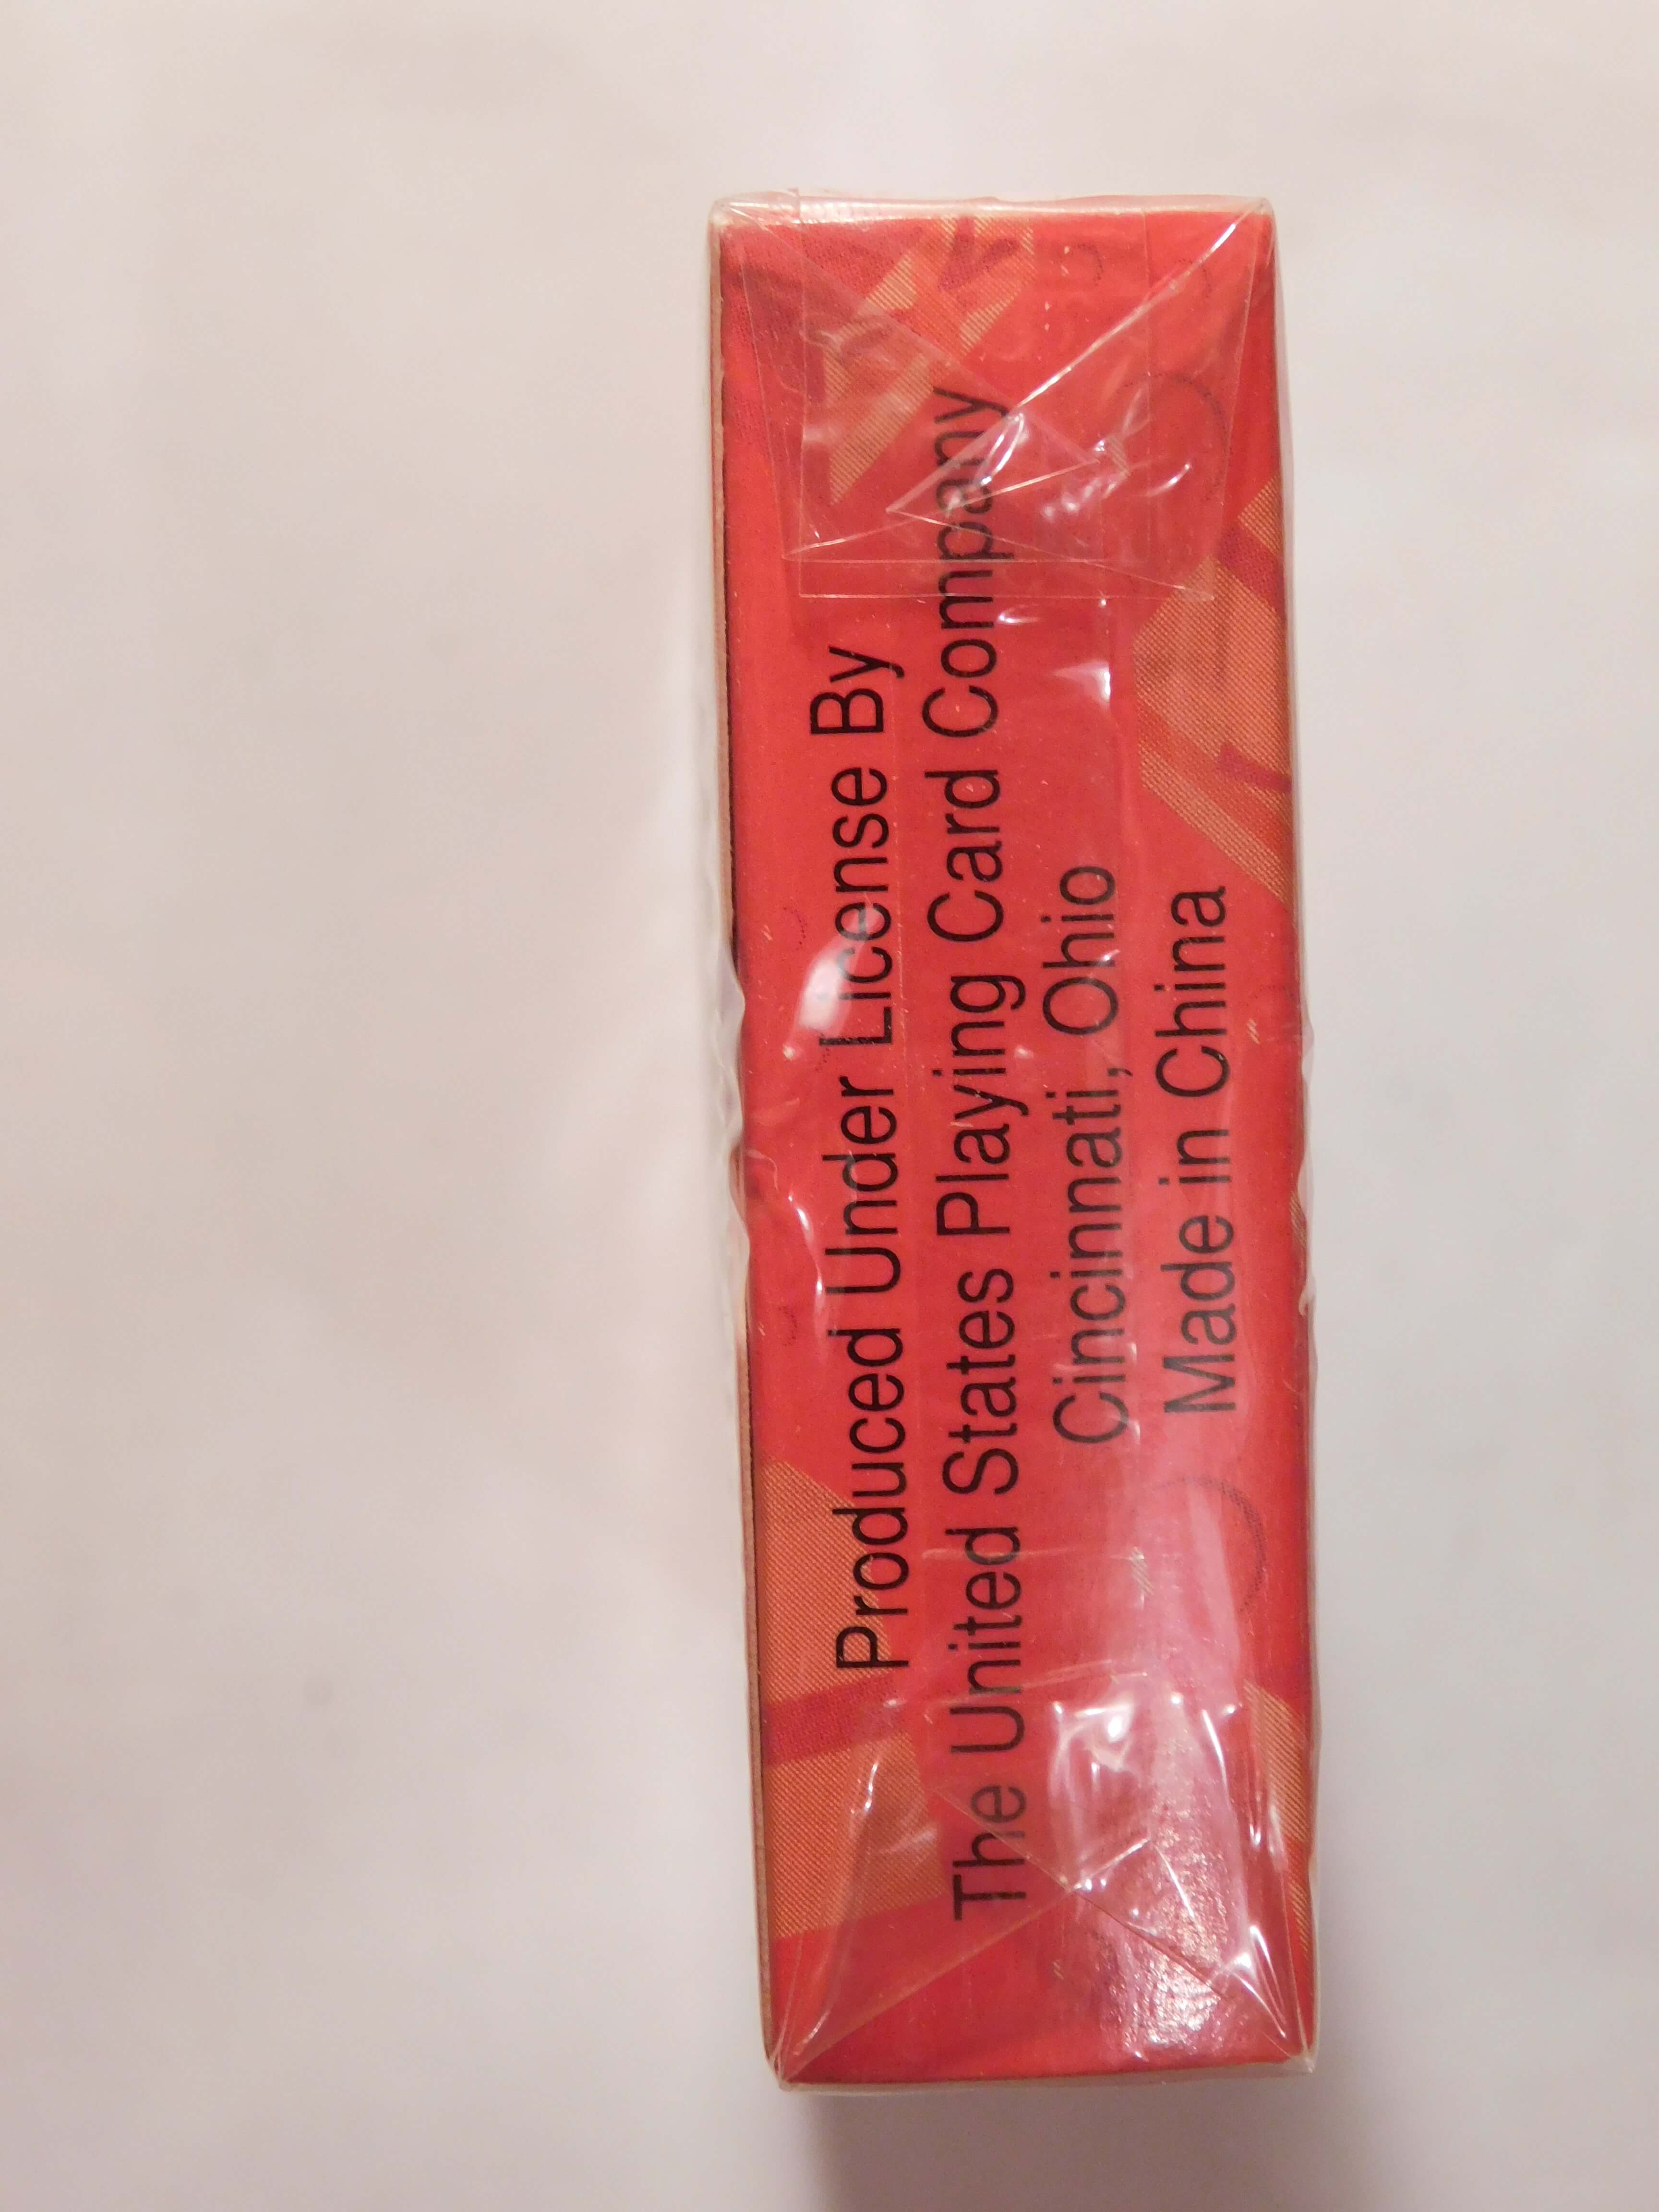 Produced Under License By
The United States Playing Card Company
Cincinnati, Ohio
Made in China